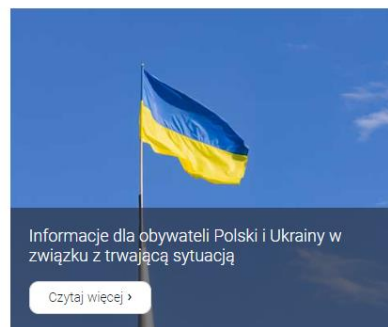 Informacje dla obywateli Polski i Ukrainy w
związku z trwającą sytuacją
Czytaj więcej ›